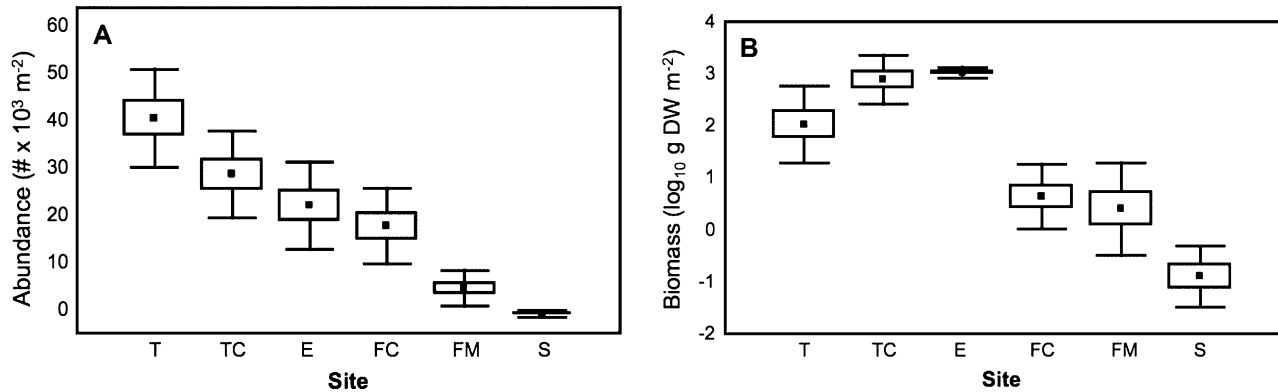 A
Abundance (# x 10³ m⁻²)
60
50
40
30
20
10
0
T TC E FC FM S
Site
B
Biomass (log₁₀ g DW m⁻²)
4
3
2
1
0
-1
-2
T TC E FC FM S
Site